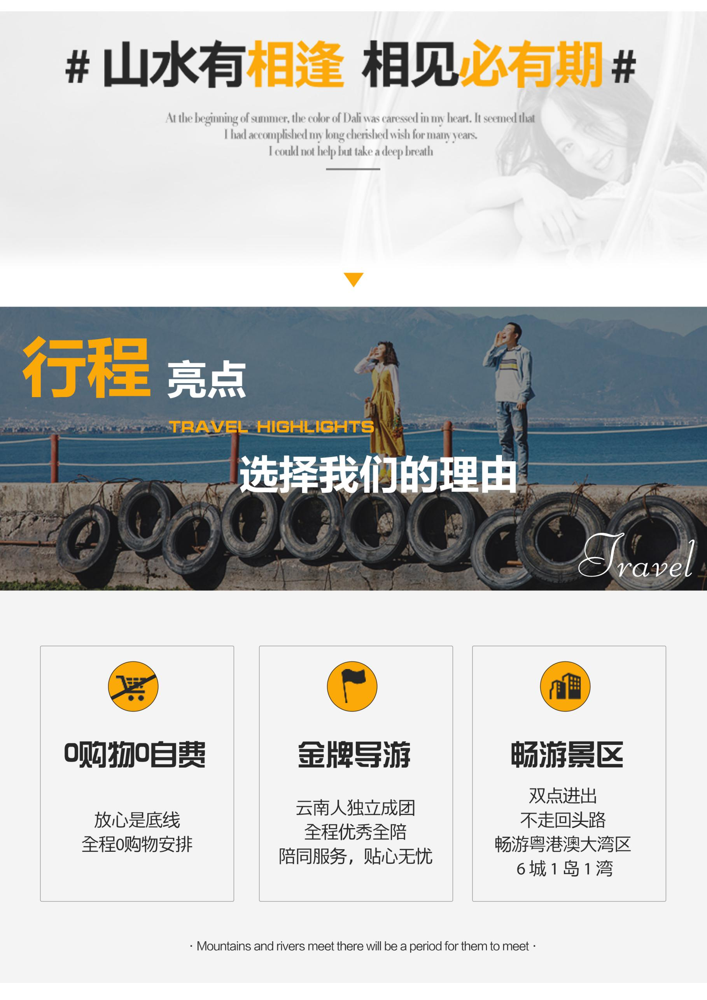 # 山水有相逢 相见必有期 #
At the beginning of summer, the color of Dali was caressed in my heart. It seemed that
I had accomplished my long cherished wish for many years.
I could not help but take a deep breath
行程 亮点
TRAVEL HIGHLIGHTS
选择我们的理由
Travel
0购物0自费
放心是底线
全程0购物安排
金牌导游
云南人独立成团
全程优秀全陪
陪同服务，贴心无忧
畅游景区
双点进出
不走回头路
畅游粤港澳大湾区
6 城 1 岛 1 湾
· Mountains and rivers meet there will be a period for them to meet ·